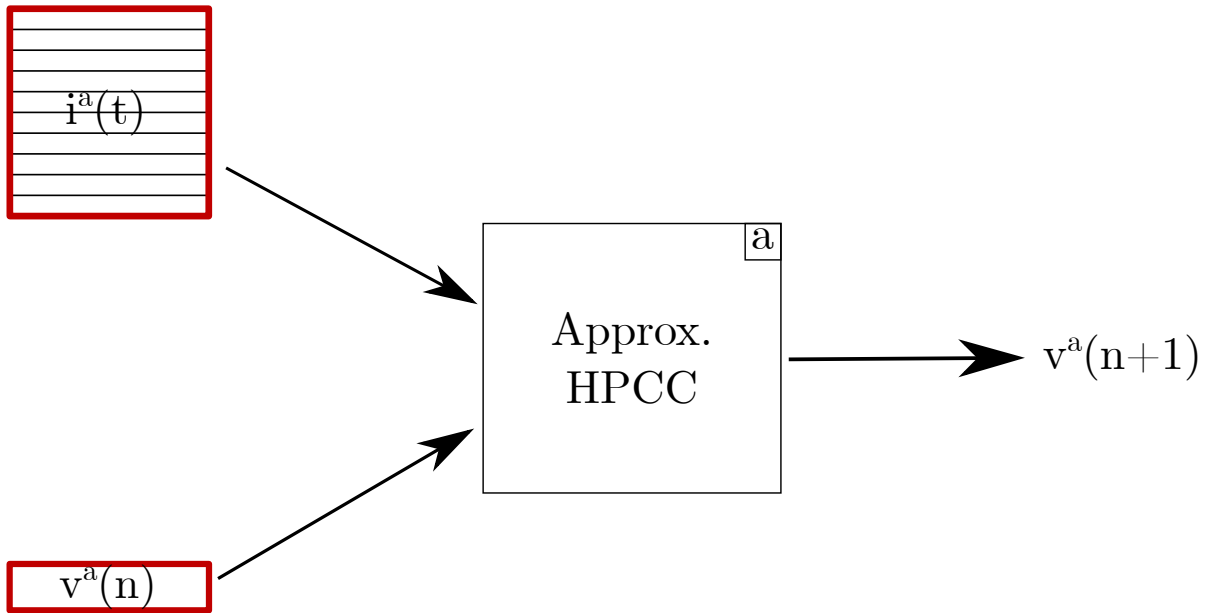 iᵃ(t)
a
Approx.
HPCC
vᵃ(n+1)
vᵃ(n)